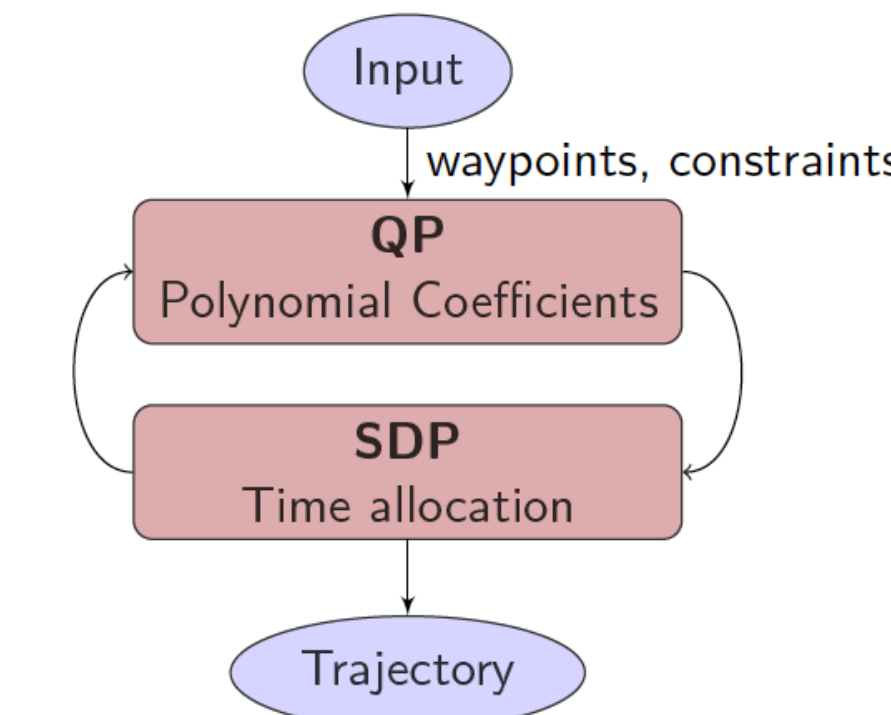 Input
waypoints, constraints
QP
Polynomial Coefficients
SDP
Time allocation
Trajectory